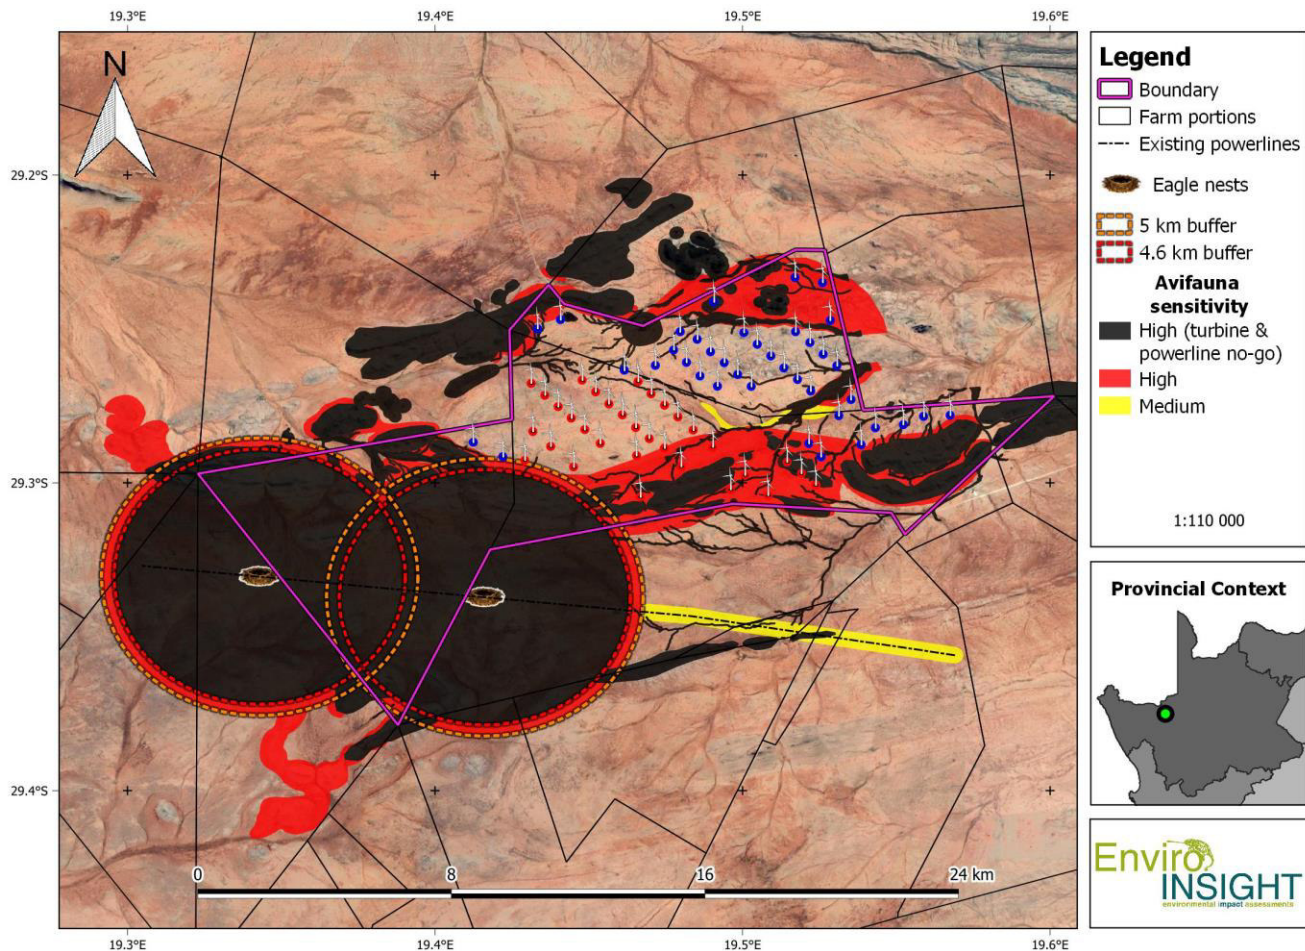 19.3°E
19.4°E
19.5°E
19.6°E
N
29.2°S
29.3°S
29.4°S
0
8
16
24 km
19.3°E
19.4°E
19.5°E
19.6°E
Legend
Boundary
Farm portions
Existing powerlines
Eagle nests
5 km buffer
4.6 km buffer
Avifauna
sensitivity
High (turbine &
powerline no-go)
High
Medium
1:110 000
Provincial Context
Enviro
INSIGHT
environmental impact assessments